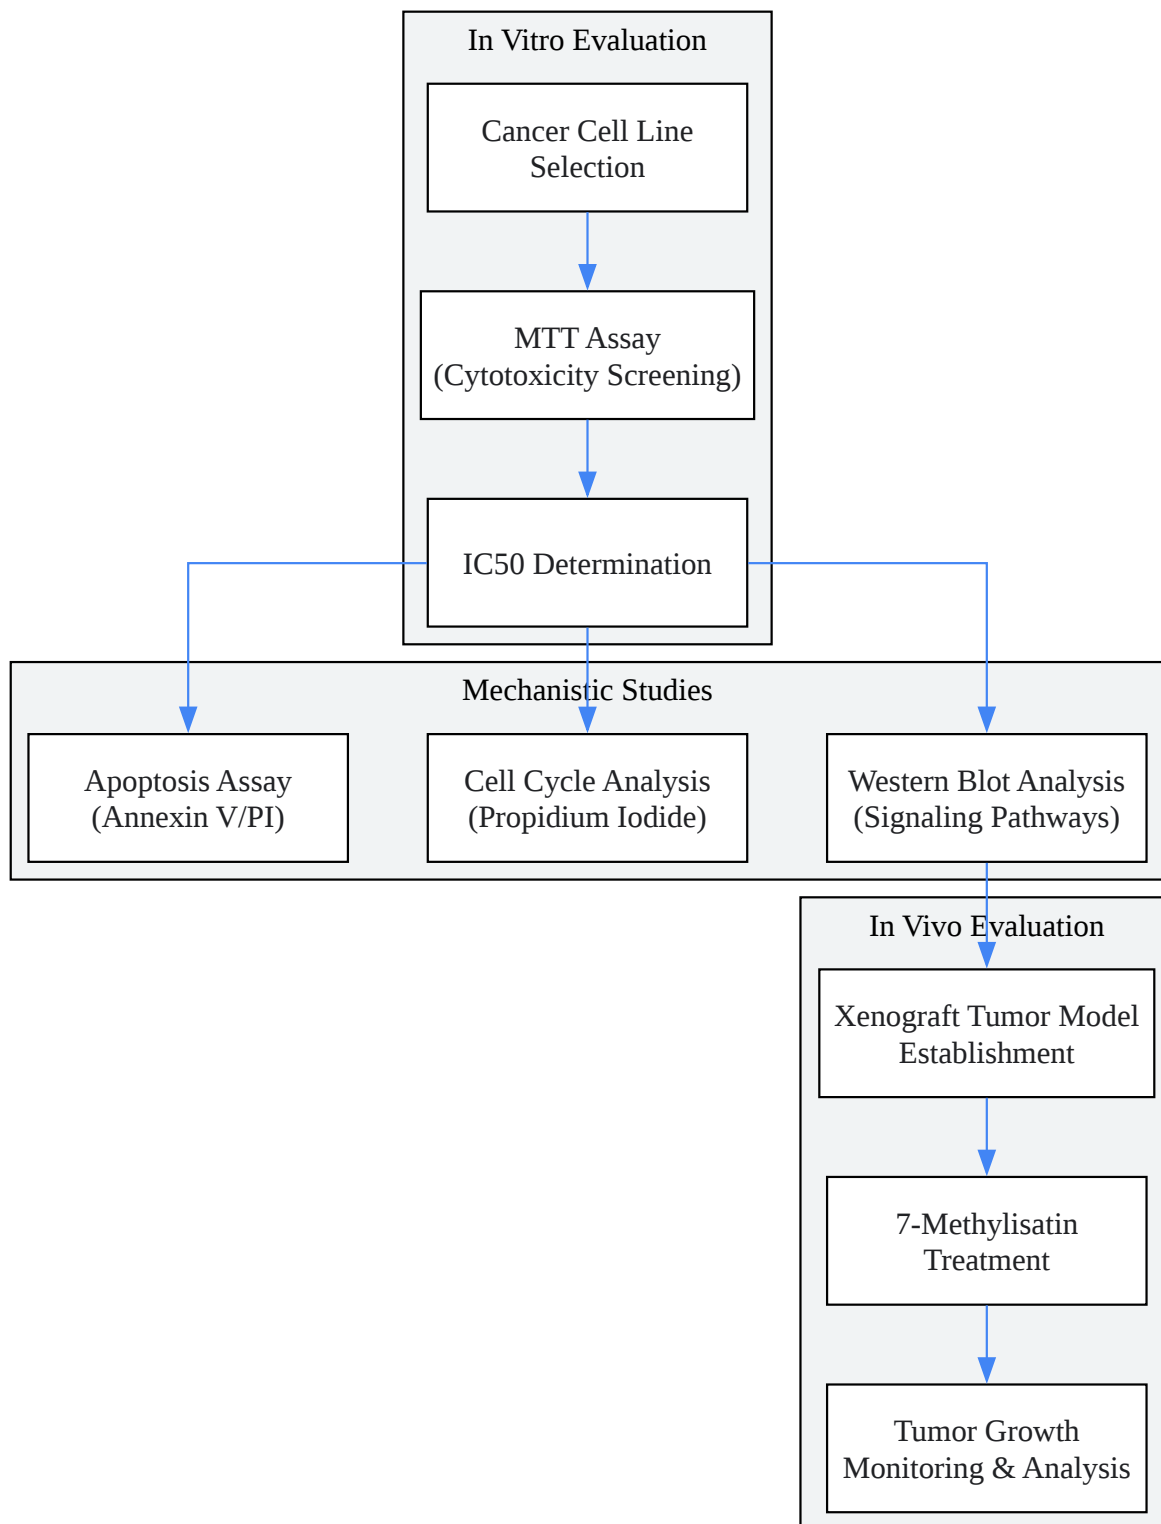 In Vitro Evaluation
Cancer Cell Line
Selection
MTT Assay
(Cytotoxicity Screening)
IC50 Determination
Mechanistic Studies
Apoptosis Assay
(Annexin V/PI)
Cell Cycle Analysis
(Propidium Iodide)
Western Blot Analysis
(Signaling Pathways)
In Vivo Evaluation
Xenograft Tumor Model
Establishment
7-Methylisatin
Treatment
Tumor Growth
Monitoring & Analysis